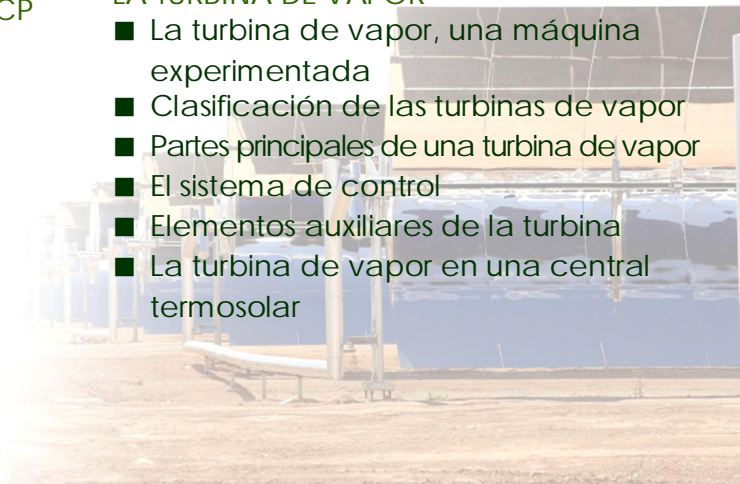 CP
LA TURBINA DE VAPOR
■ La turbina de vapor, una máquina
experimentada
■ Clasificación de las turbinas de vapor
■ Partes principales de una turbina de vapor
■ El sistema de control
■ Elementos auxiliares de la turbina
■ La turbina de vapor en una central
termosolar